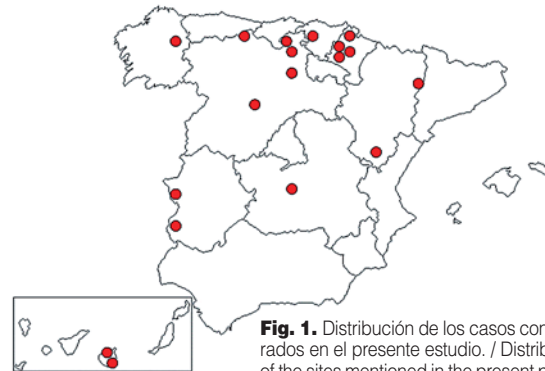 Fig. 1. Distribución de los casos con
rados en el presente estudio. / Distrib
of the sites mentioned in the present